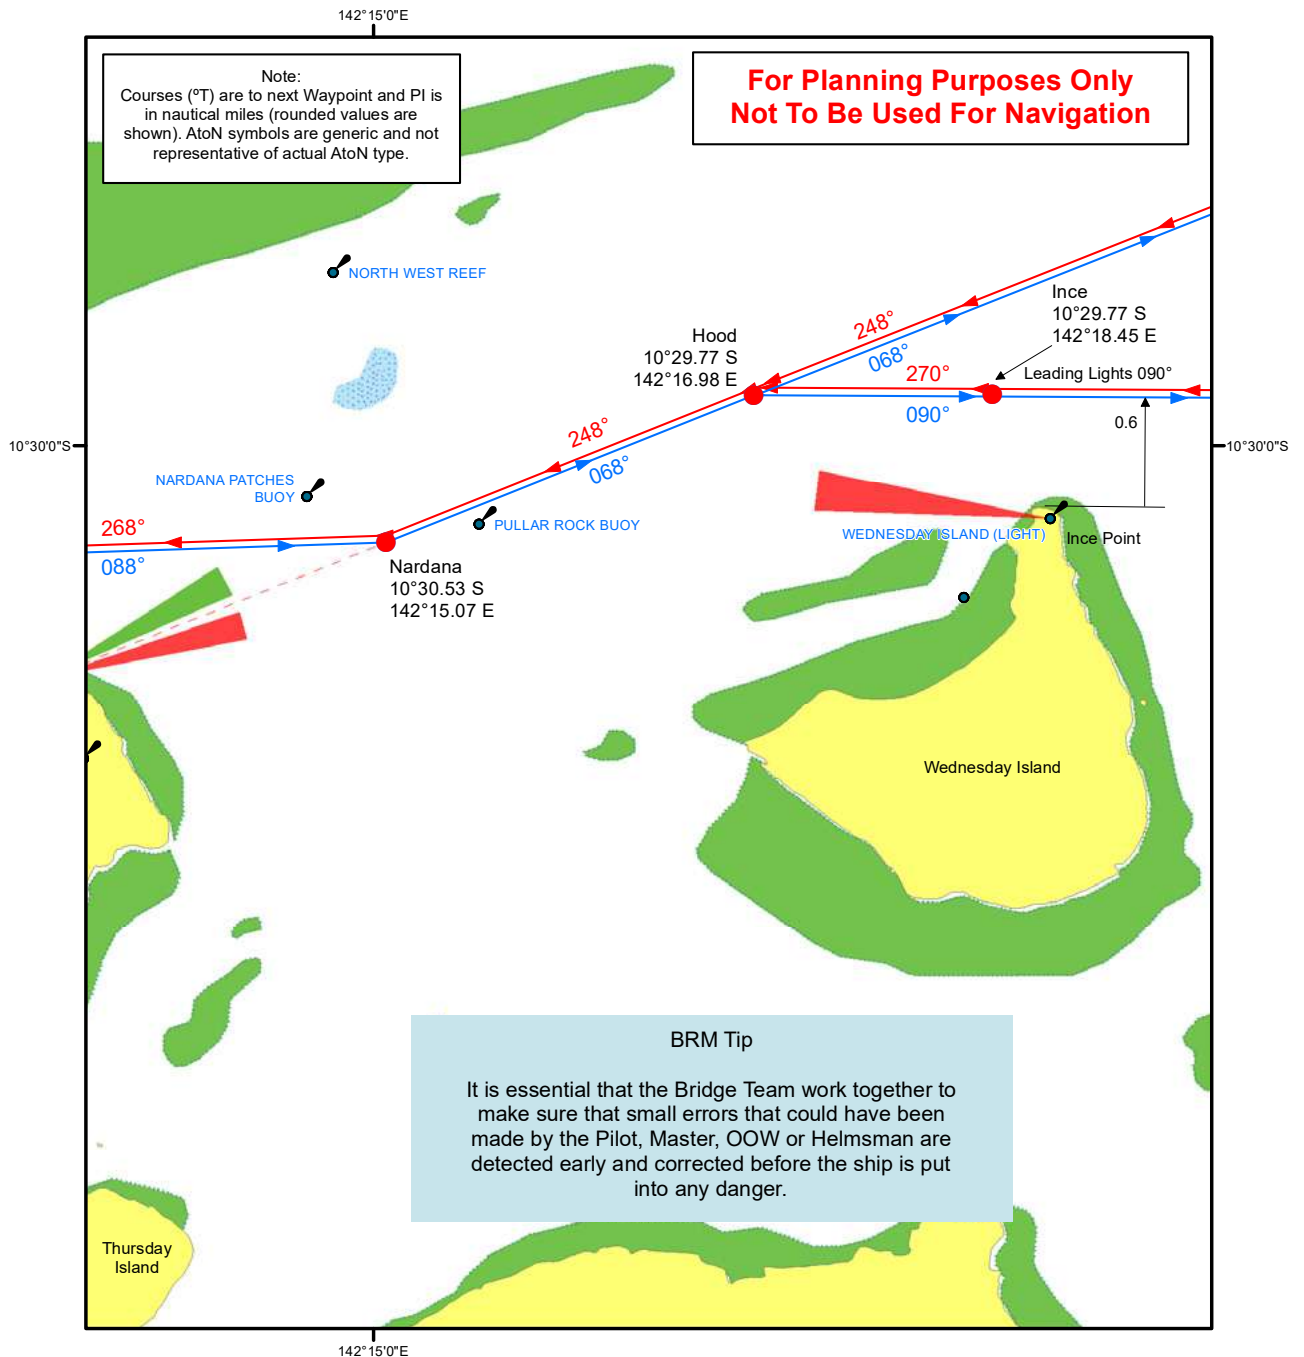 142°15'0"E
Note:
Courses (ºT) are to next Waypoint and PI is
in nautical miles (rounded values are
shown). AtoN symbols are generic and not
representative of actual AtoN type.
For Planning Purposes Only
Not To Be Used For Navigation
NORTH WEST REEF
Ince
10°29.77 S
142°18.45 E
Hood
10°29.77 S
142°16.98 E
248°
068°
270°
Leading Lights 090°
090°
0.6
248°
068°
10°30'0"S
10°30'0"S
NARDANA PATCHES
BUOY
PULLAR ROCK BUOY
268°
088°
WEDNESDAY ISLAND (LIGHT)
Ince Point
Nardana
10°30.53 S
142°15.07 E
Wednesday Island
BRM Tip
It is essential that the Bridge Team work together to
make sure that small errors that could have been
made by the Pilot, Master, OOW or Helmsman are
detected early and corrected before the ship is put
into any danger.
Thursday
Island
142°15'0"E